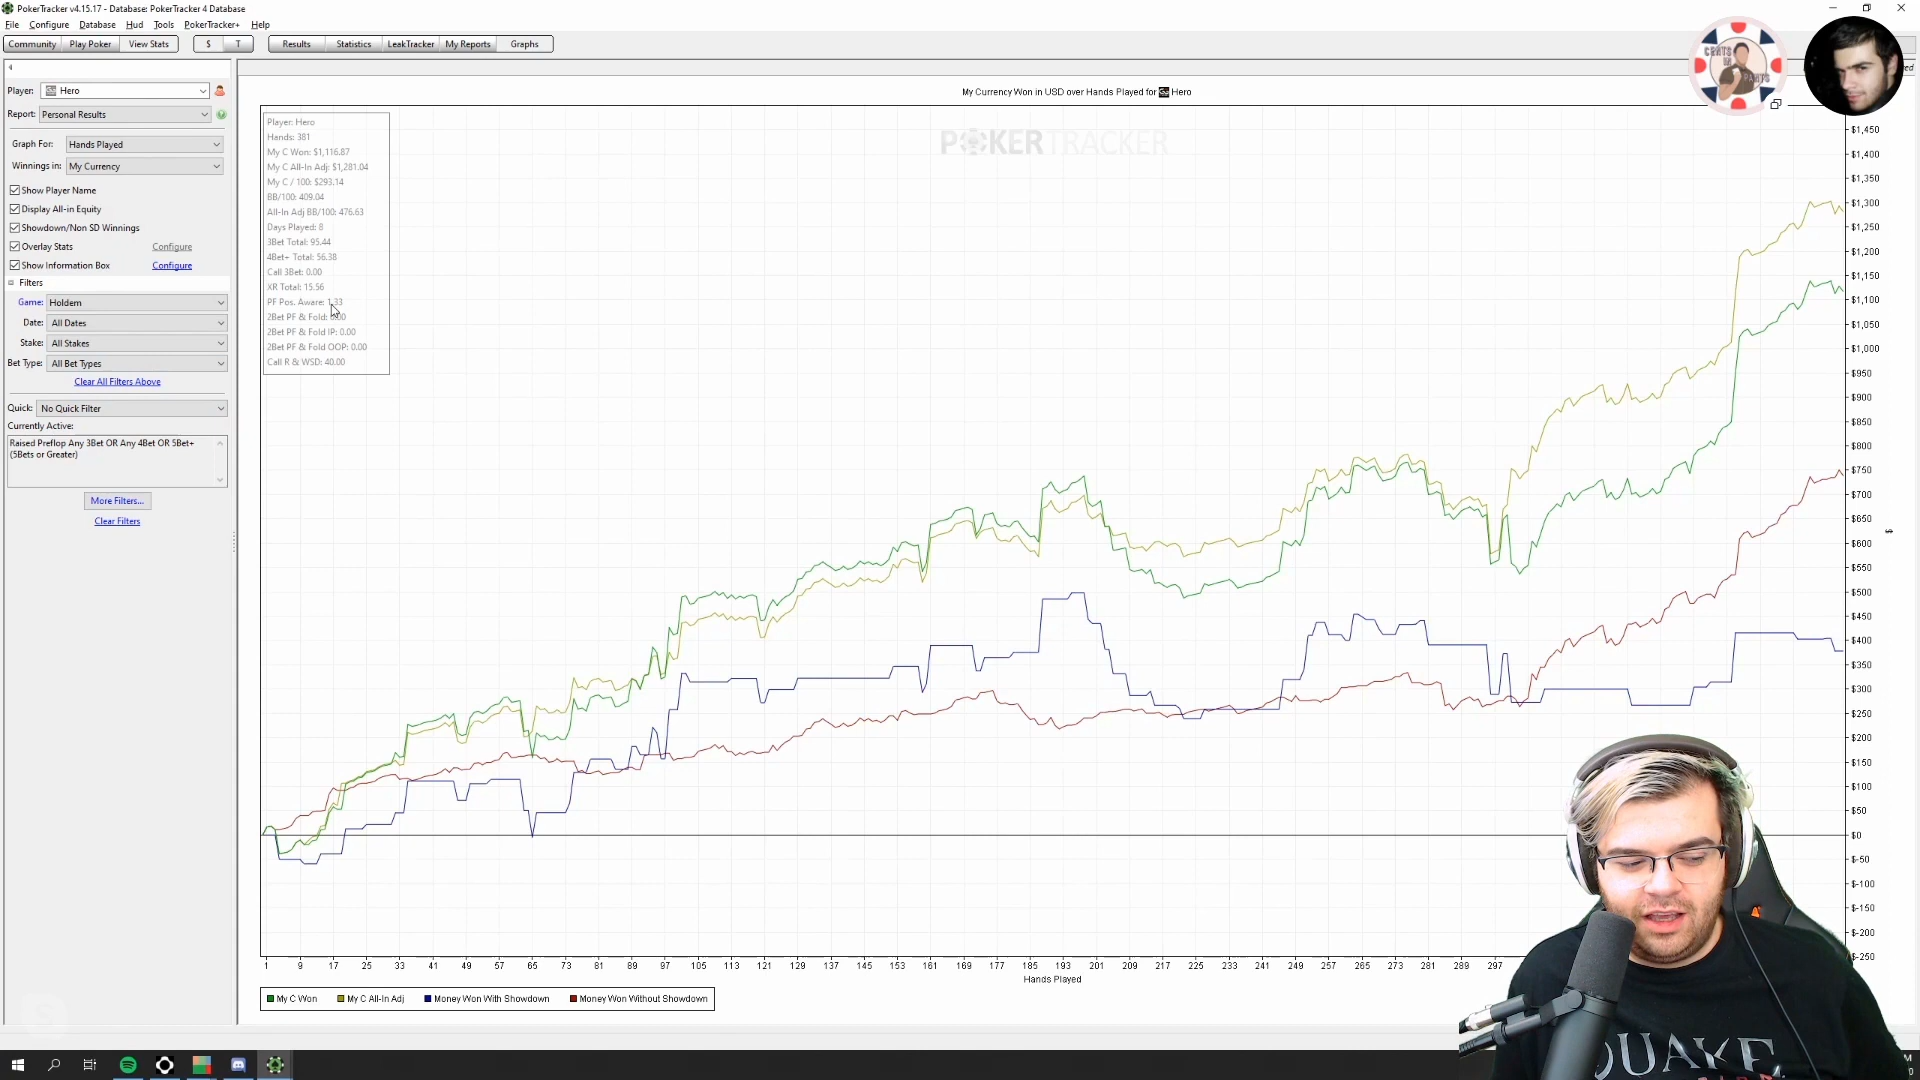 PokerTracker v4.15.17 - Database: PokerTracker 4 Database
File Configure Database Hud Tools PokerTracker+ Help
Community Play Poker View Stats $ T Results Statistics LeakTracker My Reports Graphs
Player: Hero
Report: Personal Results
Graph For: Hands Played
Winnings in: My Currency
Show Player Name
Display All-in Equity
Showdown/Non SD Winnings
Overlay Stats Configure
Show Information Box Configure
Filters
Game: Holdem
Date: All Dates
Stake: All Stakes
Bet Type: All Bet Types
Clear All Filters Above
Quick: No Quick Filter
Currently Active:
Raised Preflop Any 3Bet OR Any 4Bet OR 5Bet+
(5Bets or Greater)
More Filters...
Clear Filters
My Currency Won in USD over Hands Played for Hero
POKERTRACKER
Player: Hero
Hands: 381
My C Won: $1,116.87
My C All-In Adj: $1,281.04
My C / 100: $293.14
BB/100: 409.04
All-In Adj BB/100: 476.63
Days Played: 8
3Bet Total: 95.44
4Bet+ Total: 56.38
Call 3Bet: 0.00
XR Total: 15.56
PF Pos. Aware: 1.33
2Bet PF & Fold:
2Bet PF & Fold IP: 0.00
2Bet PF & Fold OOP: 0.00
Call R & WSD: 40.00
$1,450
$1,400
$1,350
$1,300
$1,250
$1,200
$1,150
$1,100
$1,050
$1,000
$950
$900
$850
$800
$750
$700
$650
$600
$550
$500
$450
$400
$350
$300
$250
$200
$150
$100
$50
$0
$-50
$-100
$-150
$-200
$-250
$
1 9 17 25 33 41 49 57 65 73 81 89 97 105 113 121 129 137 145 153 161 169 177 185 193 201 209 217 225 233 241 249 257 265 273 281 289 297
Hands Played
My C Won My C All-In Adj Money Won With Showdown Money Won Without Showdown
CENTS IN PANTS
QUAKE